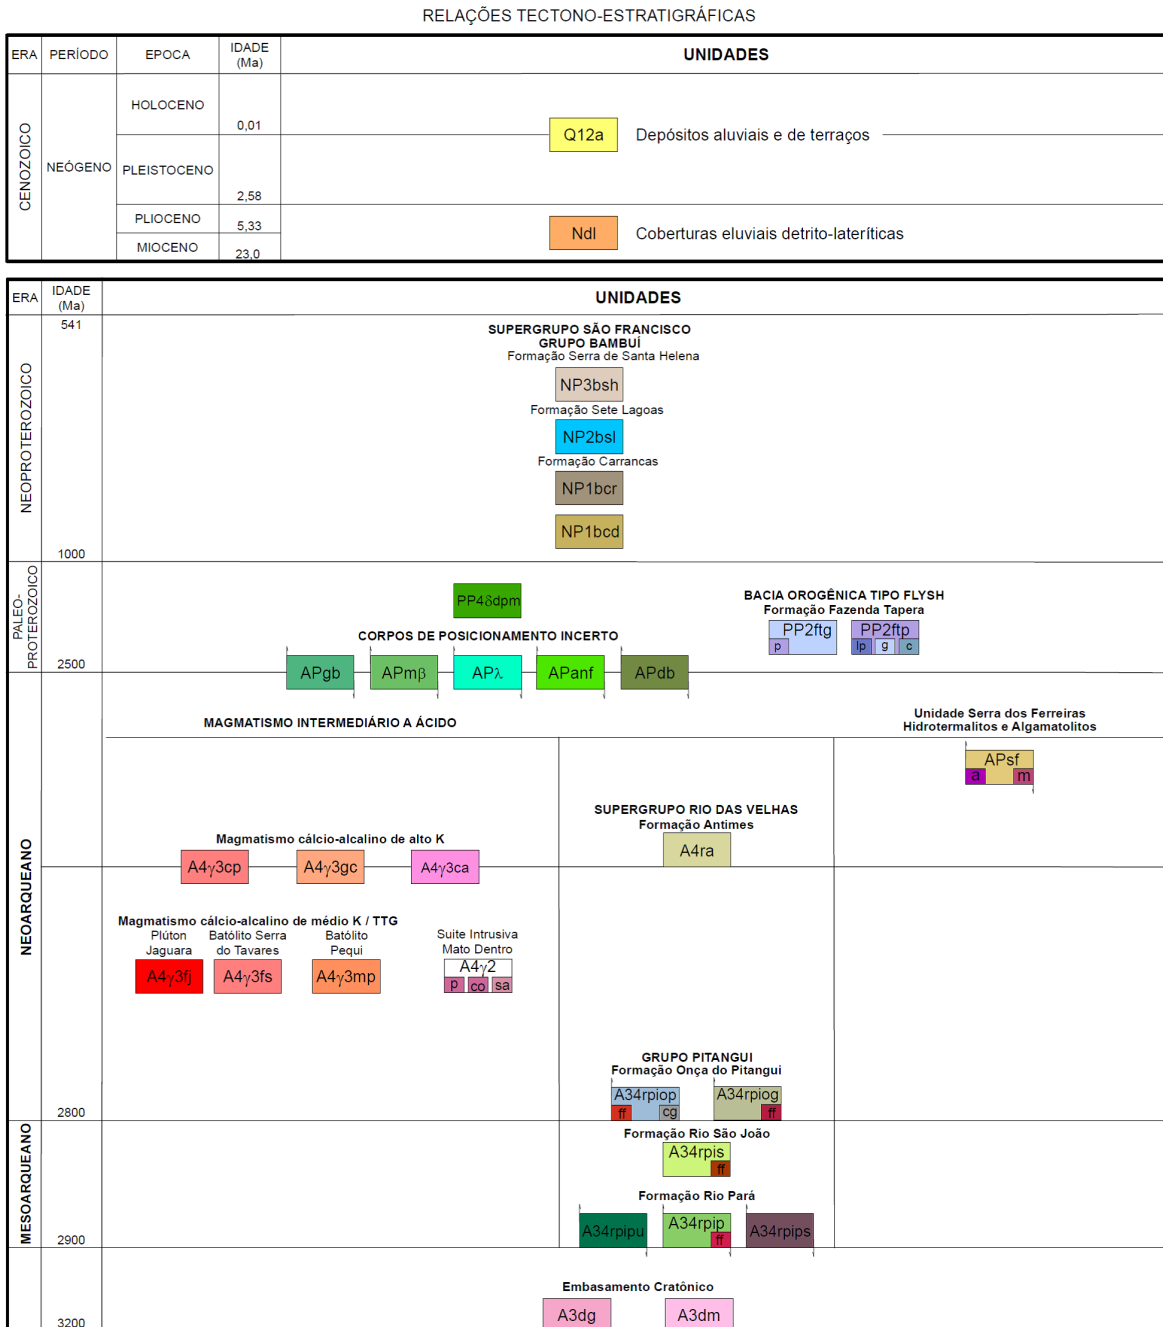 RELAÇÕES TECTONO-ESTRATIGRÁFICAS
ERA PERÍODO EPOCA IDADE (Ma) UNIDADES
CENOZOICO
NEÓGENO
HOLOCENO
0,01
Q12a Depósitos aluviais e de terraços
PLEISTOCENO
2,58
PLIOCENO
5,33
Ndl Coberturas eluviais detrito-lateríticas
MIOCENO
23,0
ERA IDADE (Ma) UNIDADES
541
NEOPROTEROZOICO
SUPERGRUPO SÃO FRANCISCO
GRUPO BAMBUÍ
Formação Serra de Santa Helena
NP3bsh
Formação Sete Lagoas
NP2bsl
Formação Carrancas
NP1bcr
NP1bcd
1000
PALEO-
PROTEROZOICO
PP4δdpm
BACIA OROGÊNICA TIPO FLYSH
Formação Fazenda Tapera
PP2ftg PP2ftp
p lp g c
CORPOS DE POSICIONAMENTO INCERTO
2500
APgb APmβ APλ APanf APdb
MAGMATISMO INTERMEDIÁRIO A ÁCIDO
Unidade Serra dos Ferreiras
Hidrotermalitos e Algamatolitos
APsf
a m
NEOARQUEANO
SUPERGRUPO RIO DAS VELHAS
Formação Antimes
A4ra
Magmatismo cálcio-alcalino de alto K
A4γ3cp A4γ3gc A4γ3ca
Magmatismo cálcio-alcalino de médio K / TTG
Plúton Jaguara
Batólito Serra do Tavares
Batólito Pequi
Suite Intrusiva Mato Dentro
A4γ3fj A4γ3fs A4γ3mp A4γ2
p co sa
GRUPO PITANGUI
Formação Onça do Pitangui
A34rpiop A34rpiog
ff cg ff
2800
MESOARQUEANO
Formação Rio São João
A34rpis
ff
Formação Rio Pará
A34rpipu A34rpip A34rpips
ff
2900
Embasamento Cratônico
A3dg A3dm
3200